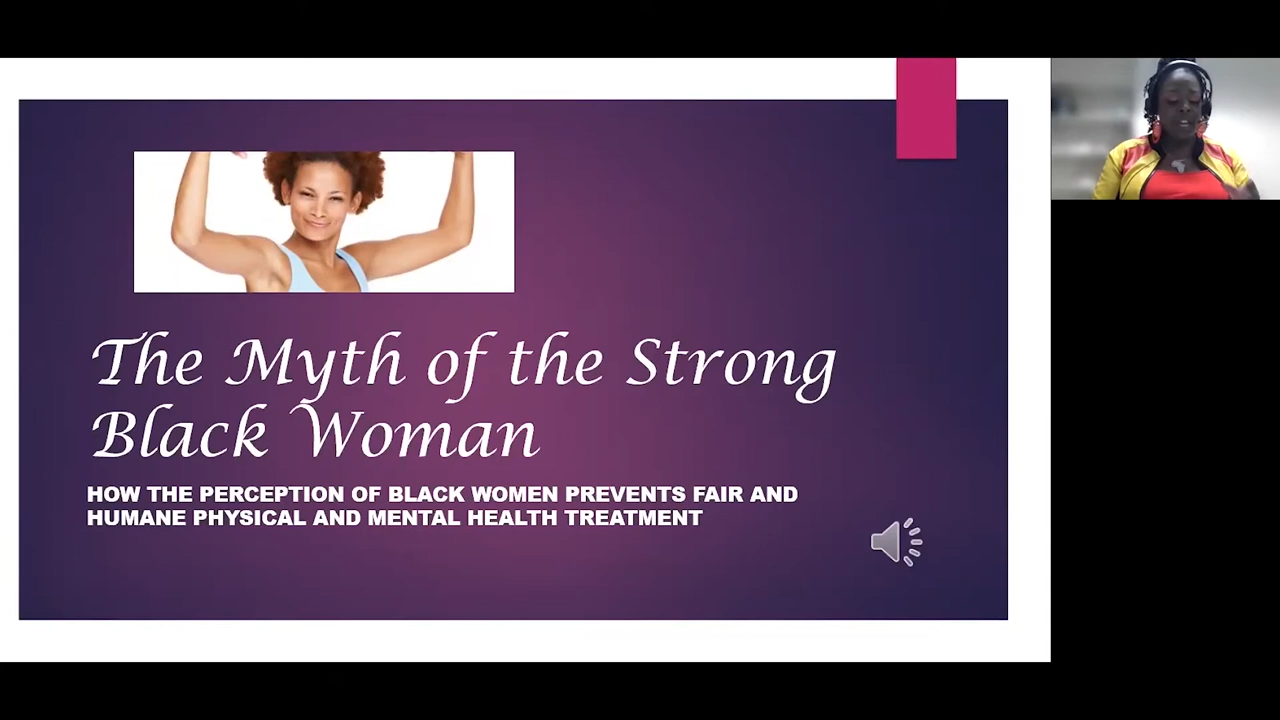 The Myth of the Strong
Black Woman
HOW THE PERCEPTION OF BLACK WOMEN PREVENTS FAIR AND
HUMANE PHYSICAL AND MENTAL HEALTH TREATMENT